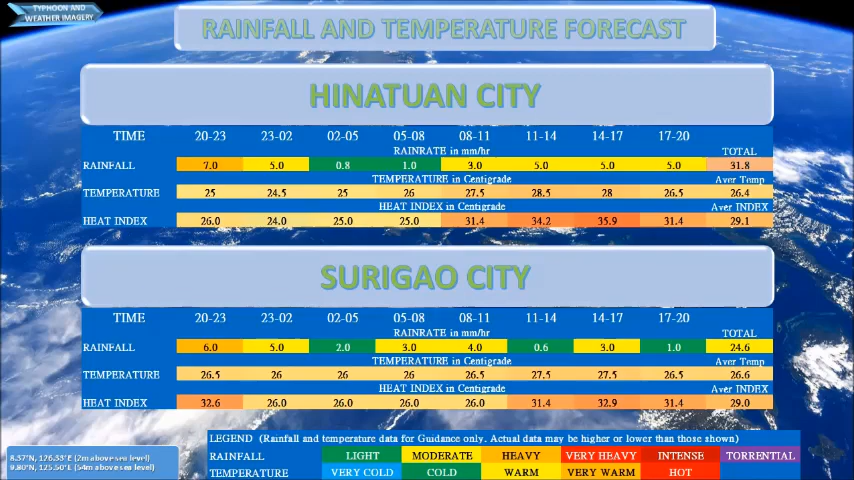 TYPHOON AND
WEATHER IMAGERY
RAINFALL AND TEMPERATURE FORECAST
HINATUAN CITY
TIME 20-23 23-02 02-05 05-08 08-11 11-14 14-17 17-20
RAINRATE in mm/hr TOTAL
RAINFALL 7.0 5.0 0.8 1.0 3.0 5.0 5.0 5.0 31.8
TEMPERATURE in Centigrade Aver Temp
TEMPERATURE 25 24.5 25 26 27.5 28.5 28 26.5 26.4
HEAT INDEX in Centigrade Aver INDEX
HEAT INDEX 26.0 24.0 25.0 25.0 31.4 34.2 35.9 31.4 29.1
SURIGAO CITY
TIME 20-23 23-02 02-05 05-08 08-11 11-14 14-17 17-20
RAINRATE in mm/hr TOTAL
RAINFALL 6.0 5.0 2.0 3.0 4.0 0.6 3.0 1.0 24.6
TEMPERATURE in Centigrade Aver Temp
TEMPERATURE 26.5 26 26 26 26.5 27.5 27.5 26.5 26.6
HEAT INDEX in Centigrade Aver INDEX
HEAT INDEX 32.6 26.0 26.0 26.0 26.0 31.4 32.9 31.4 29.0
LEGEND (Rainfall and temperature data for Guidance only. Actual data may be higher or lower than those shown)
RAINFALL LIGHT MODERATE HEAVY VERY HEAVY INTENSE TORRENTIAL
TEMPERATURE VERY COLD COLD WARM VERY WARM HOT
8.37°N, 126.33°E (2m above sea level)
9.80°N, 125.50°E (54m above sea level)